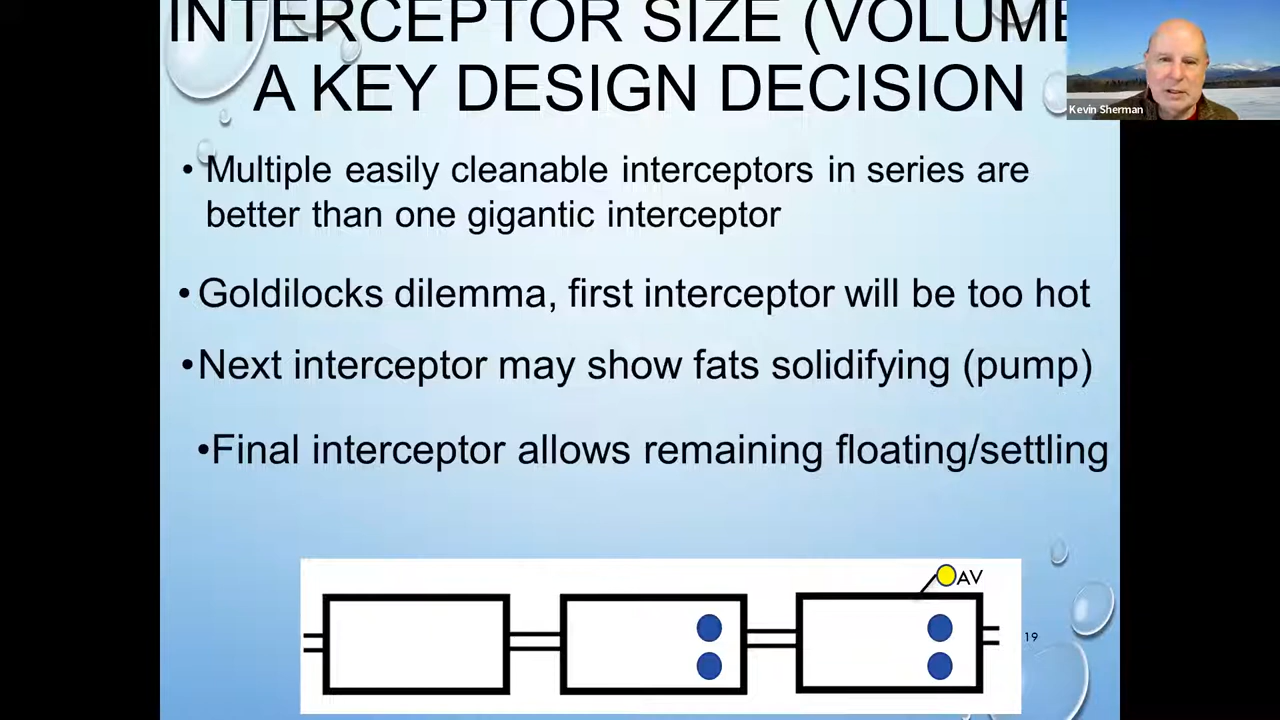 INTERCEPTOR SIZE (VOLUME
A KEY DESIGN DECISION
Kevin Sherman
• Multiple easily cleanable interceptors in series are
better than one gigantic interceptor
• Goldilocks dilemma, first interceptor will be too hot
• Next interceptor may show fats solidifying (pump)
• Final interceptor allows remaining floating/settling
AV
19